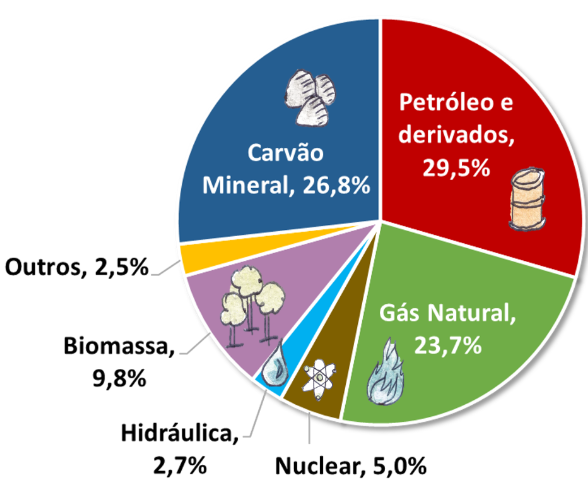 Petróleo e
derivados,
29,5%
Carvão
Mineral, 26,8%
Outros, 2,5%
Gás Natural,
23,7%
Biomassa,
9,8%
Hidráulica,
2,7%
Nuclear, 5,0%